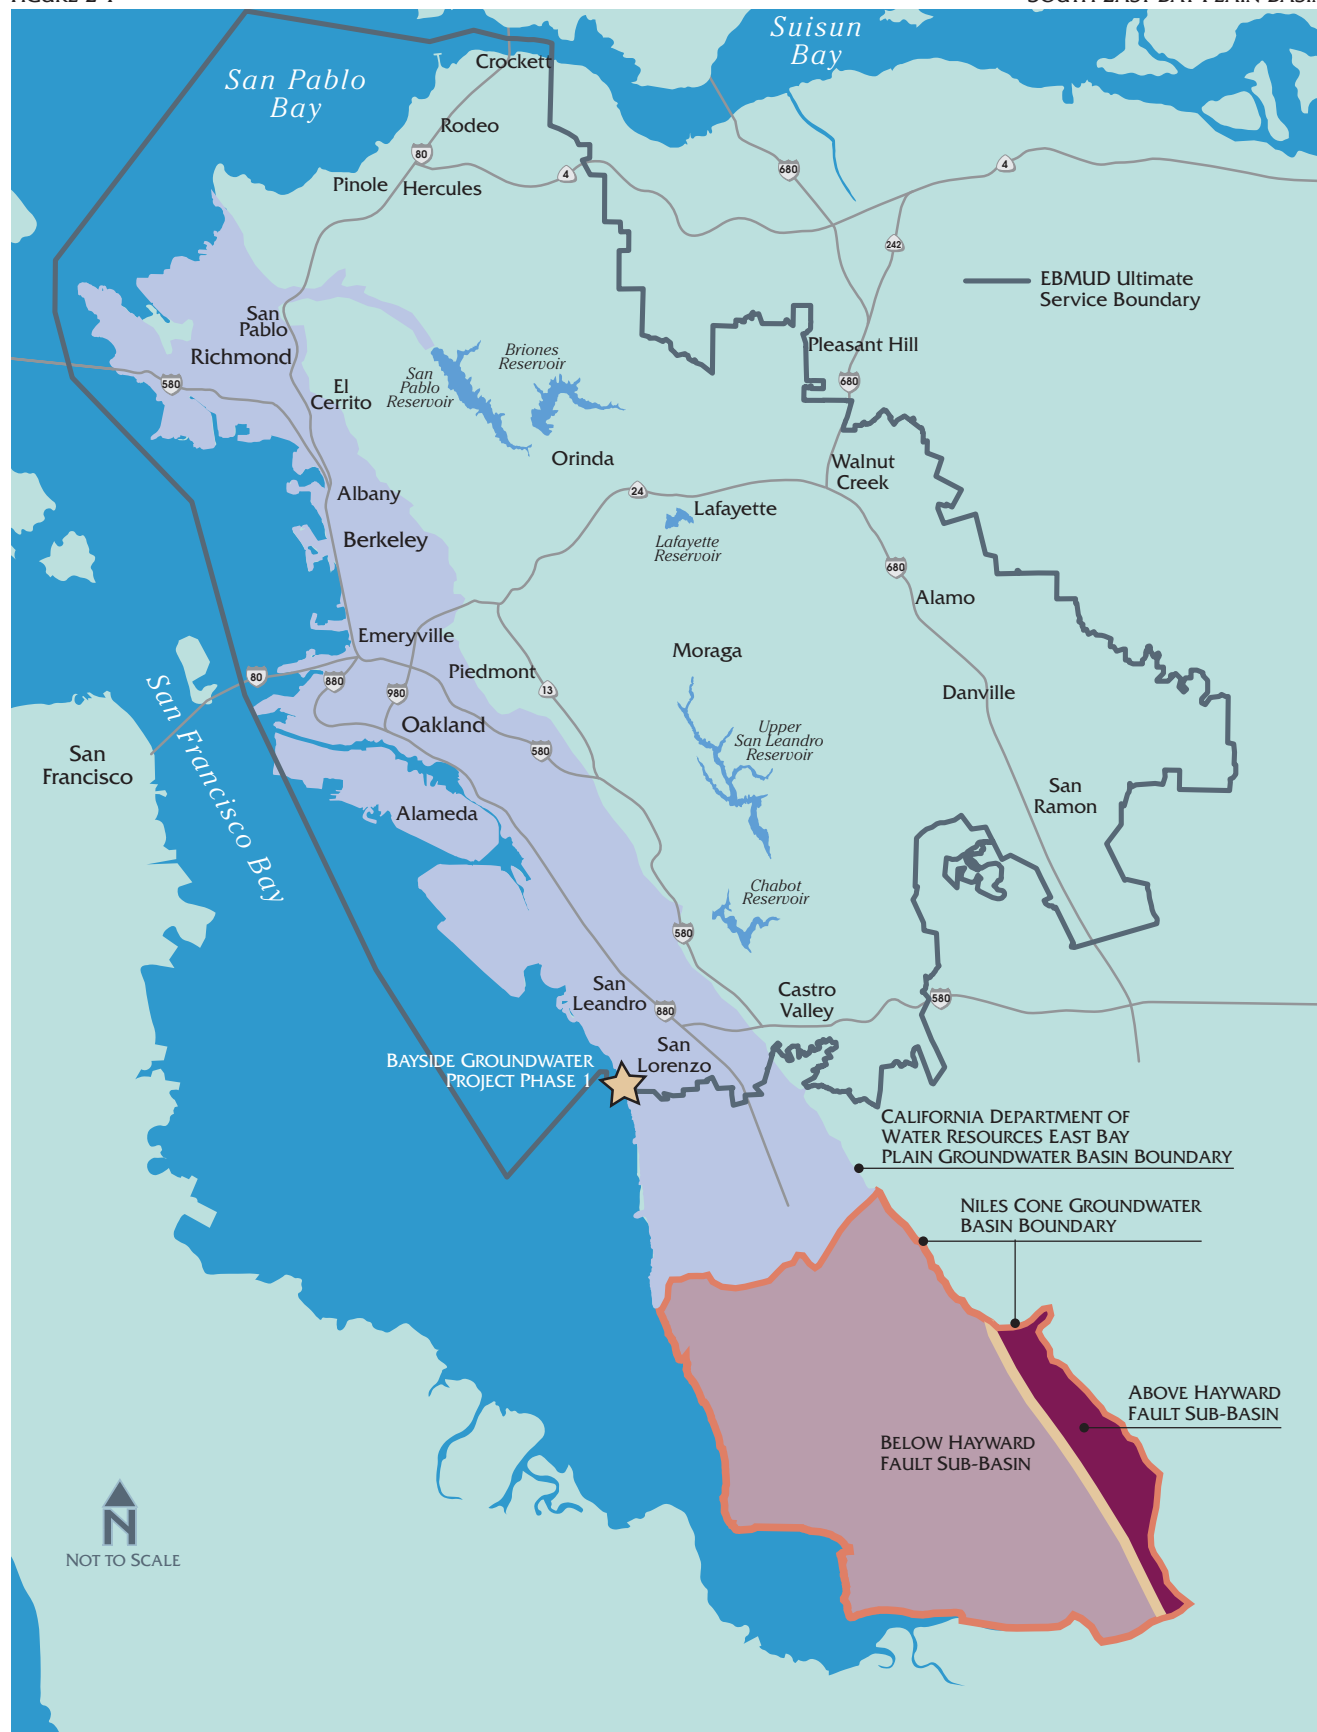 Suisun
Bay
San Pablo
Bay
Crockett
Rodeo
80
4
680
4
Pinole
Hercules
242
EBMUD Ultimate
Service Boundary
San
Pablo
Richmond
Briones
Reservoir
Pleasant Hill
580
El
Cerrito
San
Pablo
Reservoir
680
Orinda
Walnut
Creek
Albany
24
Lafayette
Berkeley
Lafayette
Reservoir
680
Alamo
Emeryville
Moraga
Piedmont
80
880
980
13
Danville
San Francisco Bay
Oakland
580
Upper
San Leandro
Reservoir
San
Francisco
San
Ramon
Alameda
Chabot
Reservoir
580
San
Leandro
Castro
Valley
580
880
San
Lorenzo
BAYSIDE GROUNDWATER
PROJECT PHASE 1
CALIFORNIA DEPARTMENT OF
WATER RESOURCES EAST BAY
PLAIN GROUNDWATER BASIN BOUNDARY
NILES CONE GROUNDWATER
BASIN BOUNDARY
ABOVE HAYWARD
FAULT SUB-BASIN
BELOW HAYWARD
FAULT SUB-BASIN
N
NOT TO SCALE